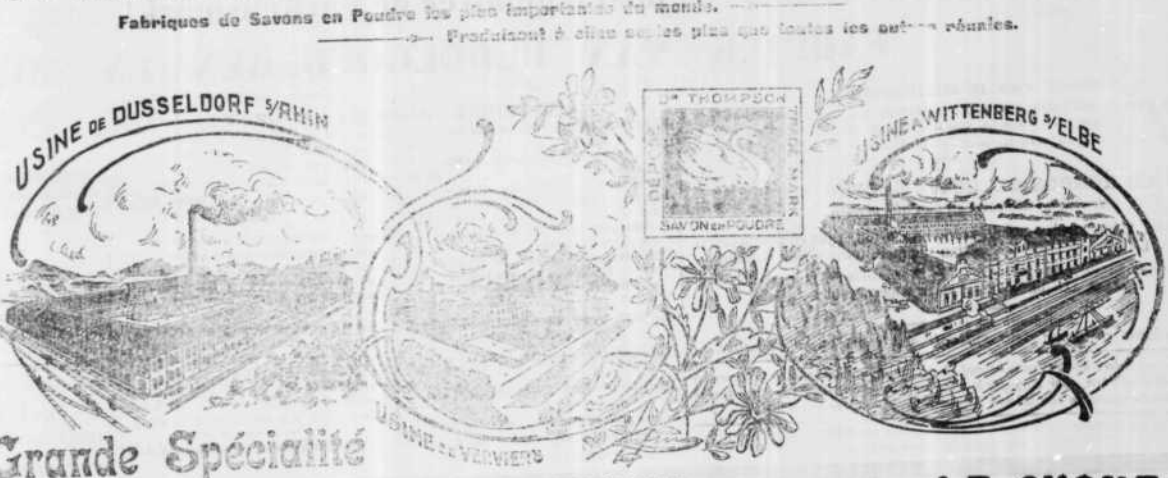 Fabriques de Savons en Poudre les plus importantes du monde.
Produisant à elles seules plus que toutes les autres réunies.
USINE DE DUSSELDORF S/RHIN
DR THOMPSON
TRADE MARK
DÉP
SAVON EN POUDRE
USINE A WITTENBERG S/ELBE
USINE DE VERVIERS
Grande Spécialité